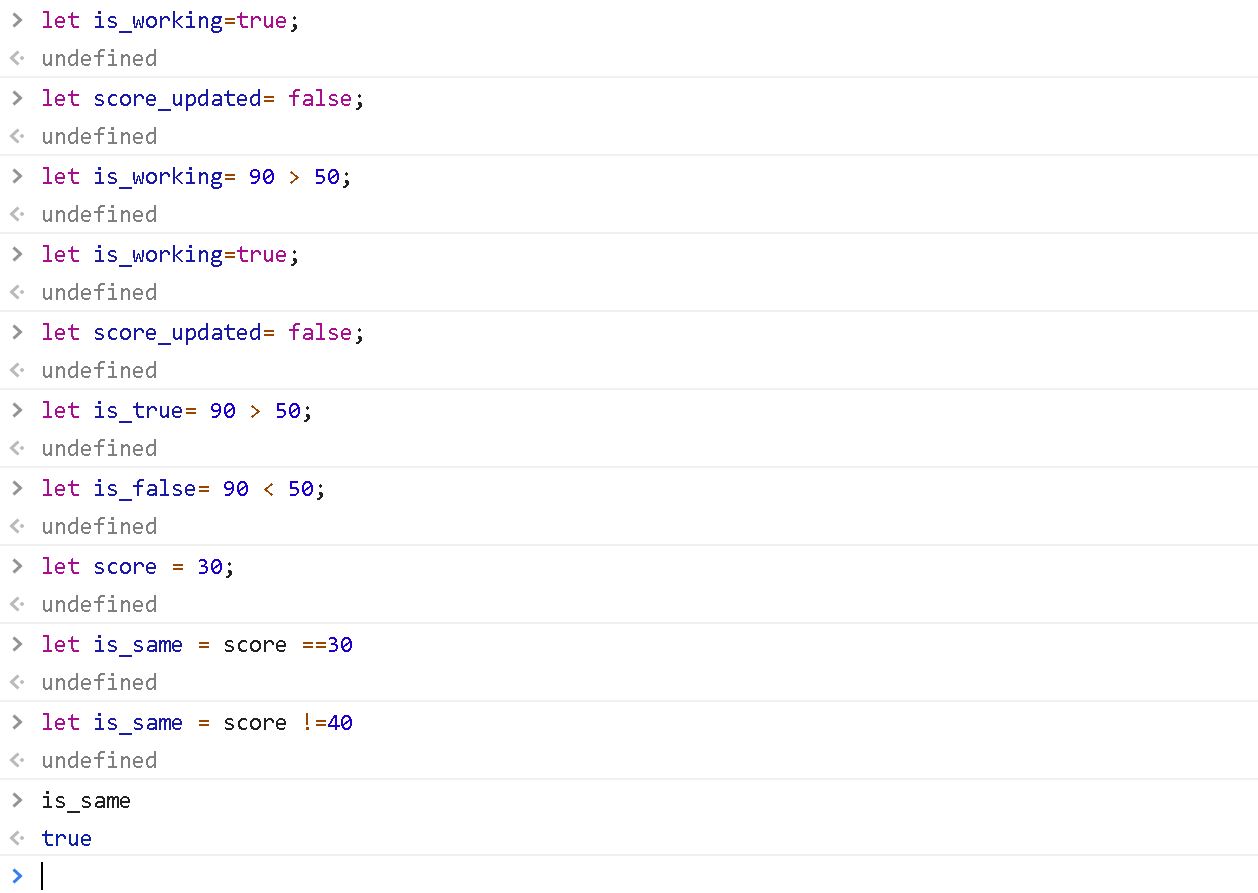 > let is_working=true;
<· undefined
> let score_updated= false;
<· undefined
> let is_working= 90 > 50;
<· undefined
> let is_working=true;
<· undefined
> let score_updated= false;
<· undefined
> let is_true= 90 > 50;
<· undefined
> let is_false= 90 < 50;
<· undefined
> let score = 30;
<· undefined
> let is_same = score ==30
<· undefined
> let is_same = score !=40
<· undefined
> is_same
<· true
>